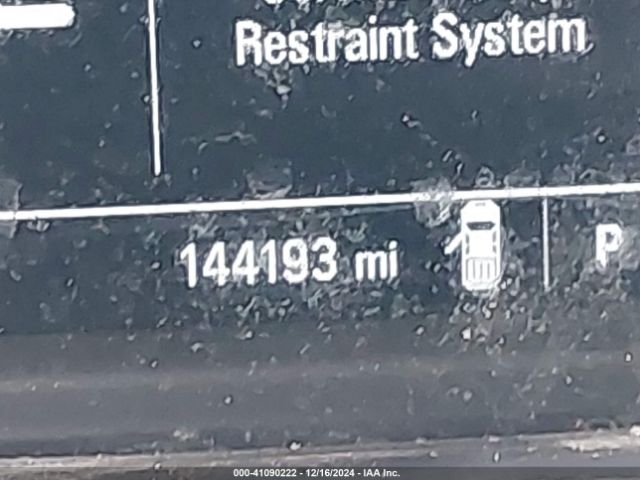 Restraint System
144193 mi
P
000-41090222 - 12/16/2024 - IAA Inc.